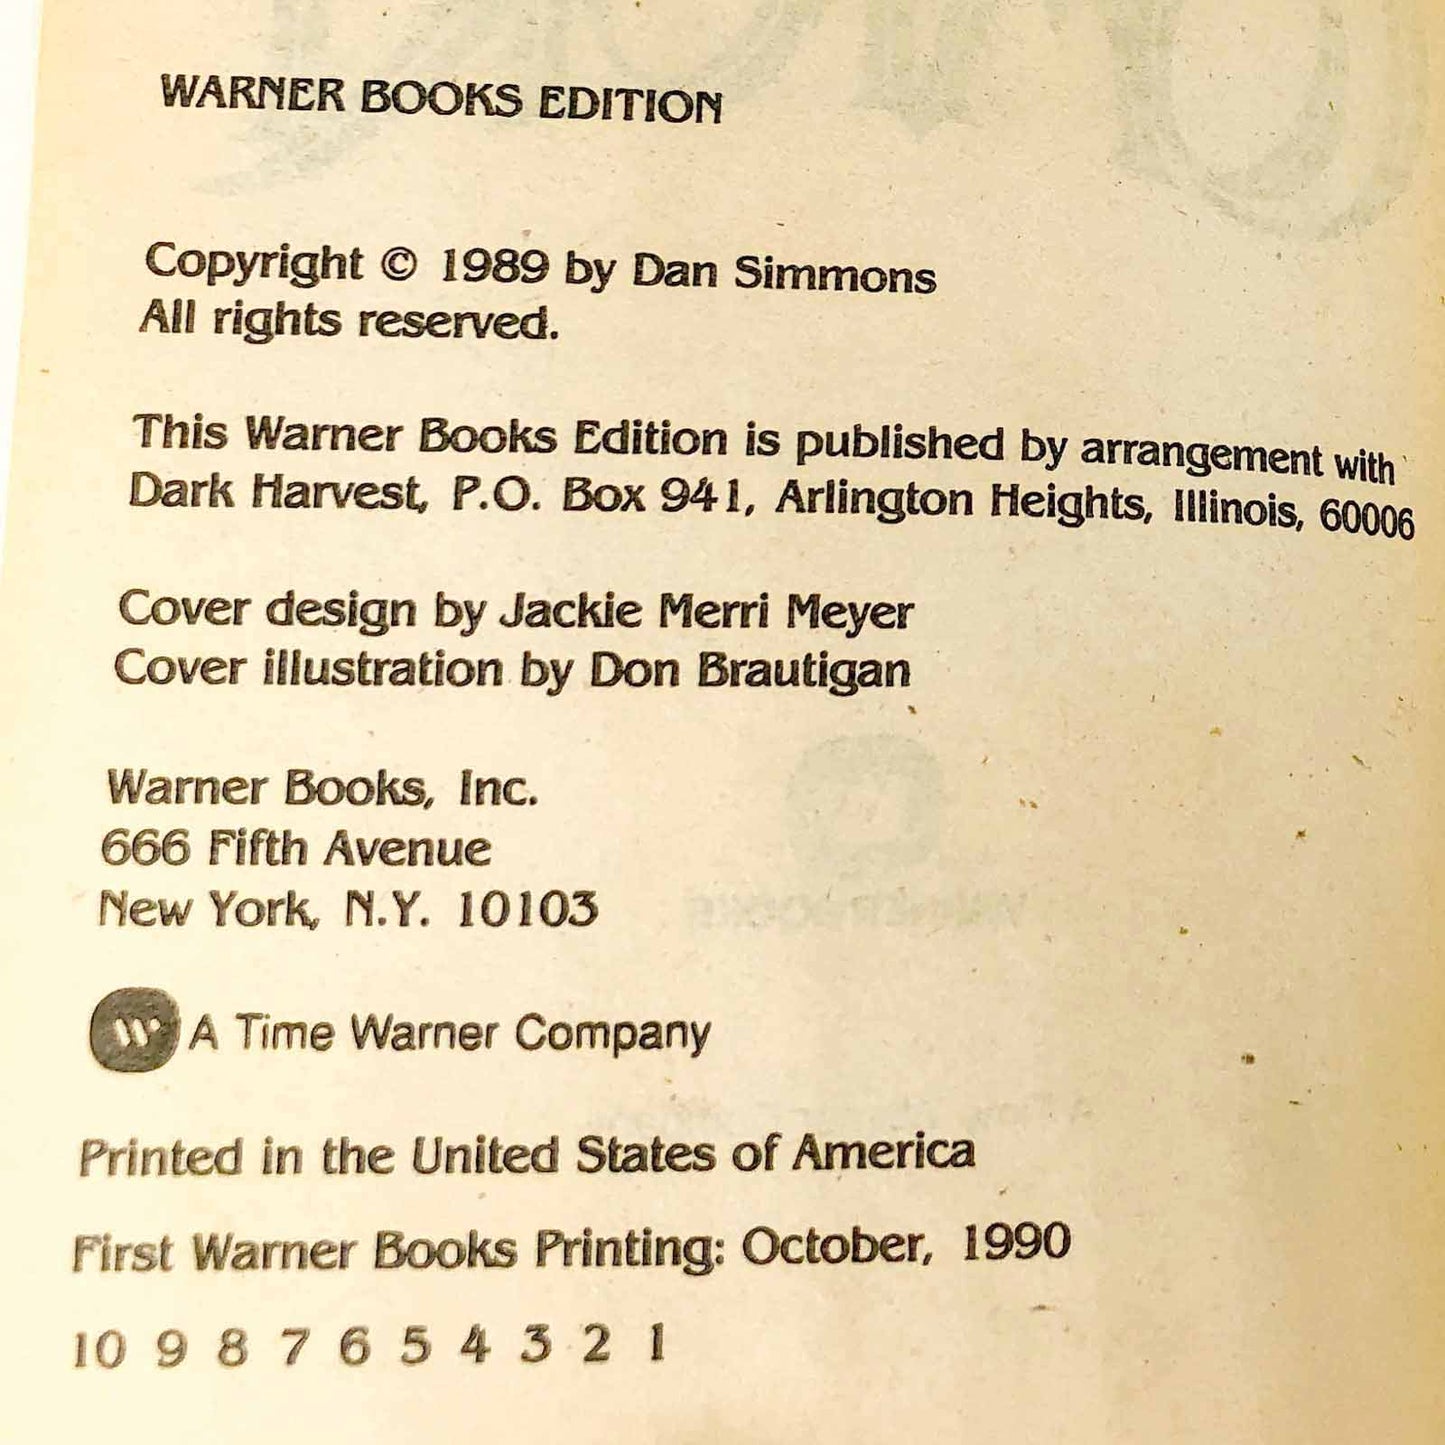 WARNER BOOKS EDITION
Copyright © 1989 by Dan Simmons
All rights reserved.
This Warner Books Edition is published by arrangement with
Dark Harvest, P.O. Box 941, Arlington Heights, Illinois, 60006
Cover design by Jackie Merri Meyer
Cover illustration by Don Brautigan
Warner Books, Inc.
666 Fifth Avenue
New York, N.Y. 10103
W A Time Warner Company
Printed in the United States of America
First Warner Books Printing: October, 1990
10 9 8 7 6 5 4 3 2 1